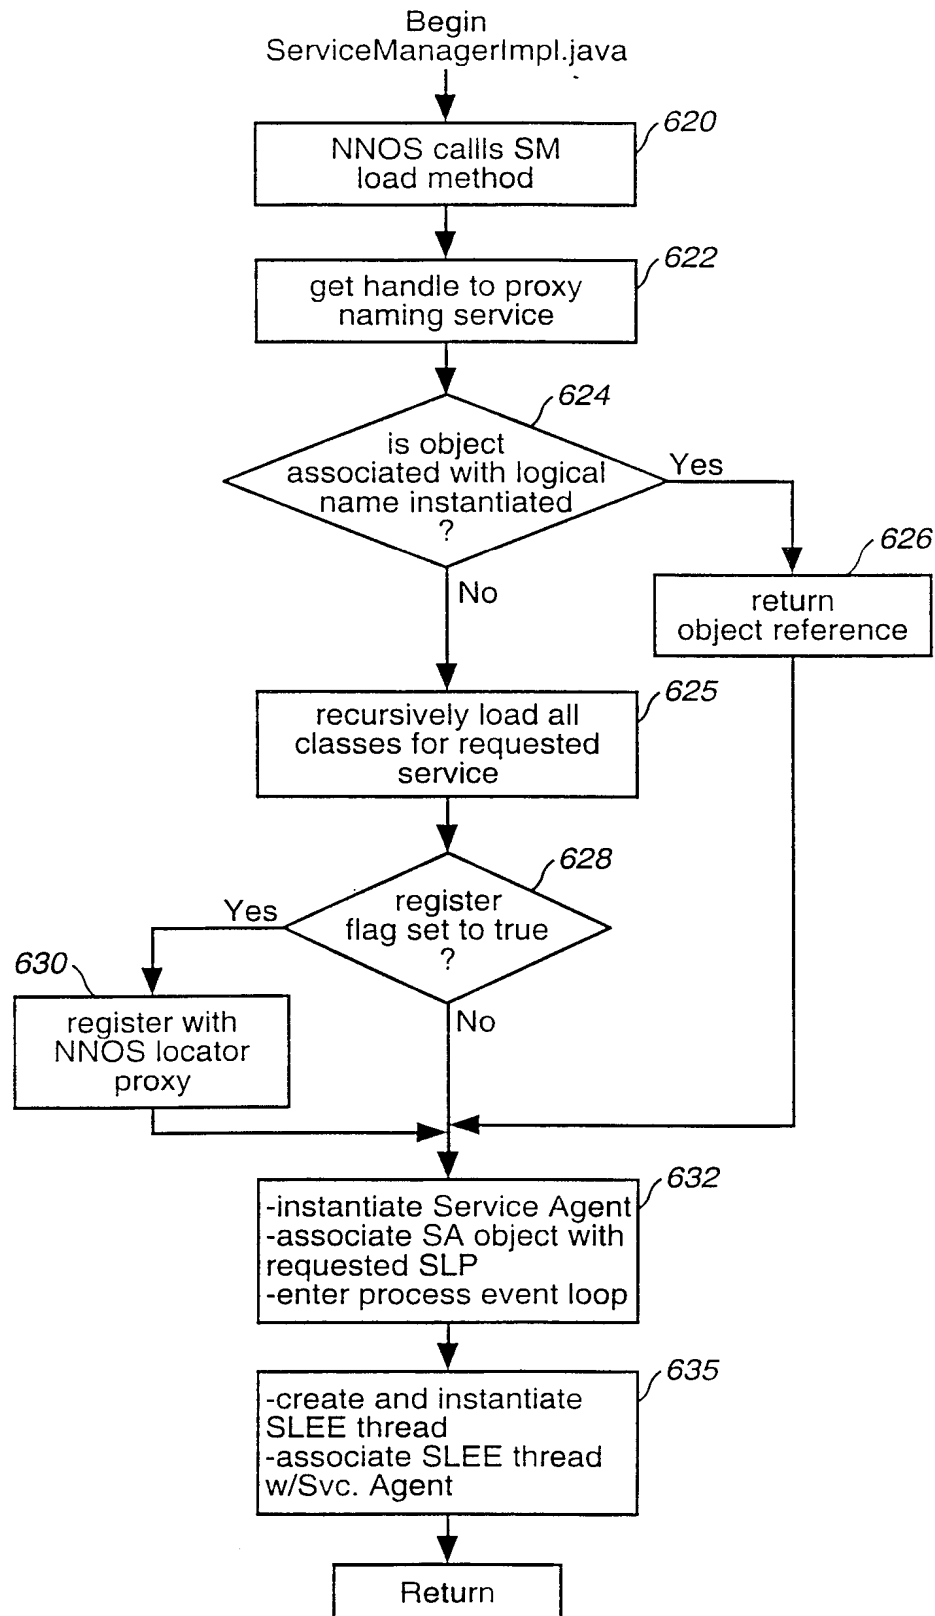 Begin
ServiceManagerImpl.java
620
NNOS callls SM
load method
622
get handle to proxy
naming service
624
is object
associated with logical
name instantiated
?
Yes
626
No
return
object reference
625
recursively load all
classes for requested
service
628
register
flag set to true
?
Yes
630
No
register with
NNOS locator
proxy
632
-instantiate Service Agent
-associate SA object with
requested SLP
-enter process event loop
635
-create and instantiate
SLEE thread
-associate SLEE thread
w/Svc. Agent
Return